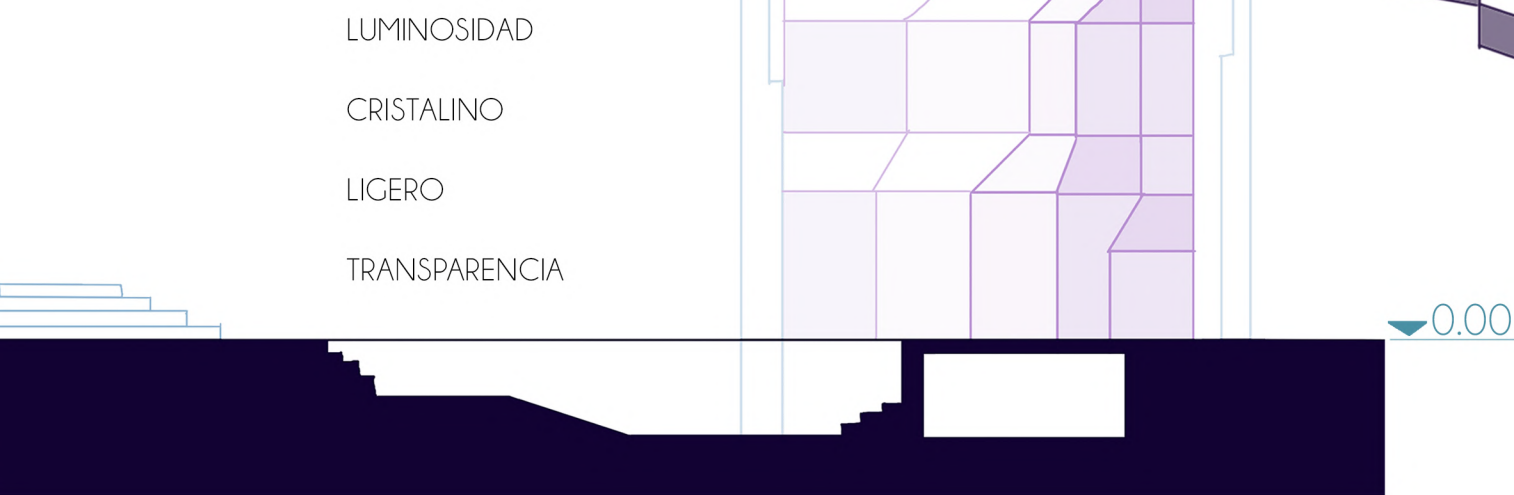 LUMINOSIDAD
CRISTALINO
LIGERO
TRANSPARENCIA
0.00